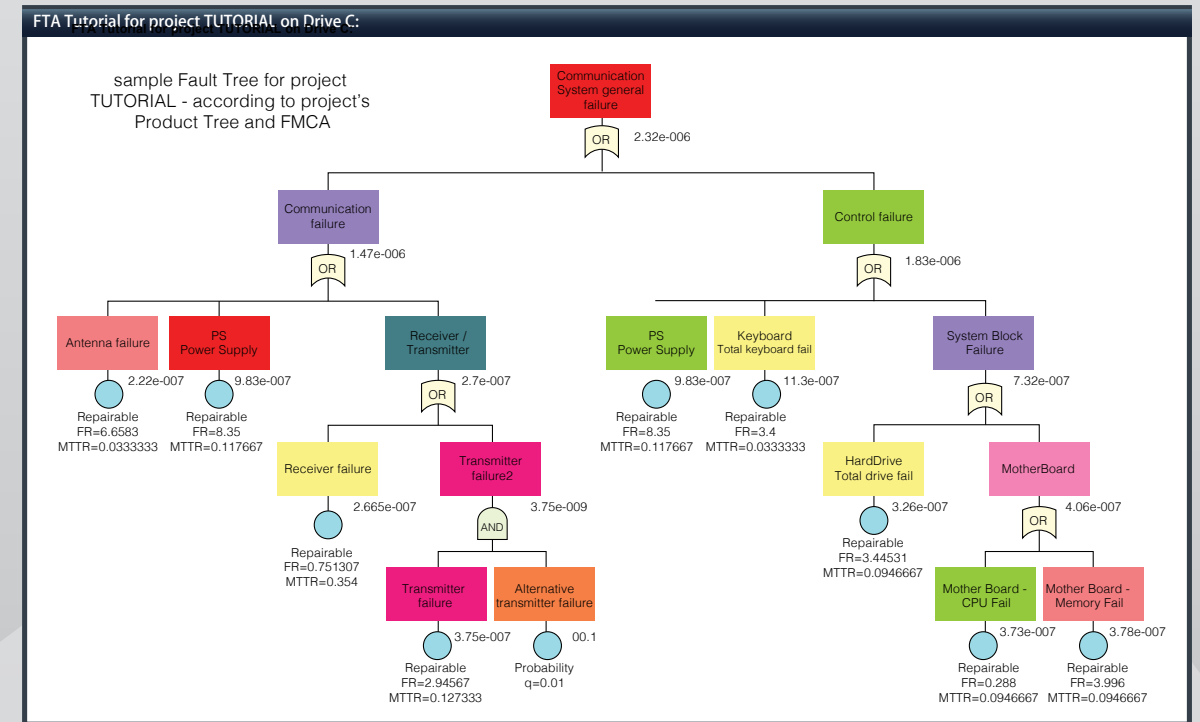 FTA Tutorial for project TUTORIAL on Drive C:
FTA Tutorial for project TUTORIAL on Drive C:
sample Fault Tree for project
TUTORIAL - according to project's
Product Tree and FMCA
Communication
System general
failure
OR
2.32e-006
Communication
failure
OR
1.47e-006
Control failure
OR
1.83e-006
Antenna failure
2.22e-007
Repairable
FR=6.6583
MTTR=0.0333333
PS
Power Supply
9.83e-007
Repairable
FR=8.35
MTTR=0.117667
Receiver /
Transmitter
OR
2.7e-007
PS
Power Supply
9.83e-007
Repairable
FR=8.35
MTTR=0.117667
Keyboard
Total keyboard fail
11.3e-007
Repairable
FR=3.4
MTTR=0.0333333
System Block
Failure
OR
7.32e-007
Receiver failure
2.665e-007
Repairable
FR=0.751307
MTTR=0.354
Transmitter
failure2
AND
3.75e-009
HardDrive
Total drive fail
3.26e-007
Repairable
FR=3.44531
MTTR=0.0946667
MotherBoard
OR
4.06e-007
Transmitter
failure
3.75e-007
Repairable
FR=2.94567
MTTR=0.127333
Alternative
transmitter failure
00.1
Probability
q=0.01
Mother Board -
CPU Fail
3.73e-007
Repairable
FR=0.288
MTTR=0.0946667
Mother Board -
Memory Fail
3.78e-007
Repairable
FR=3.996
MTTR=0.0946667